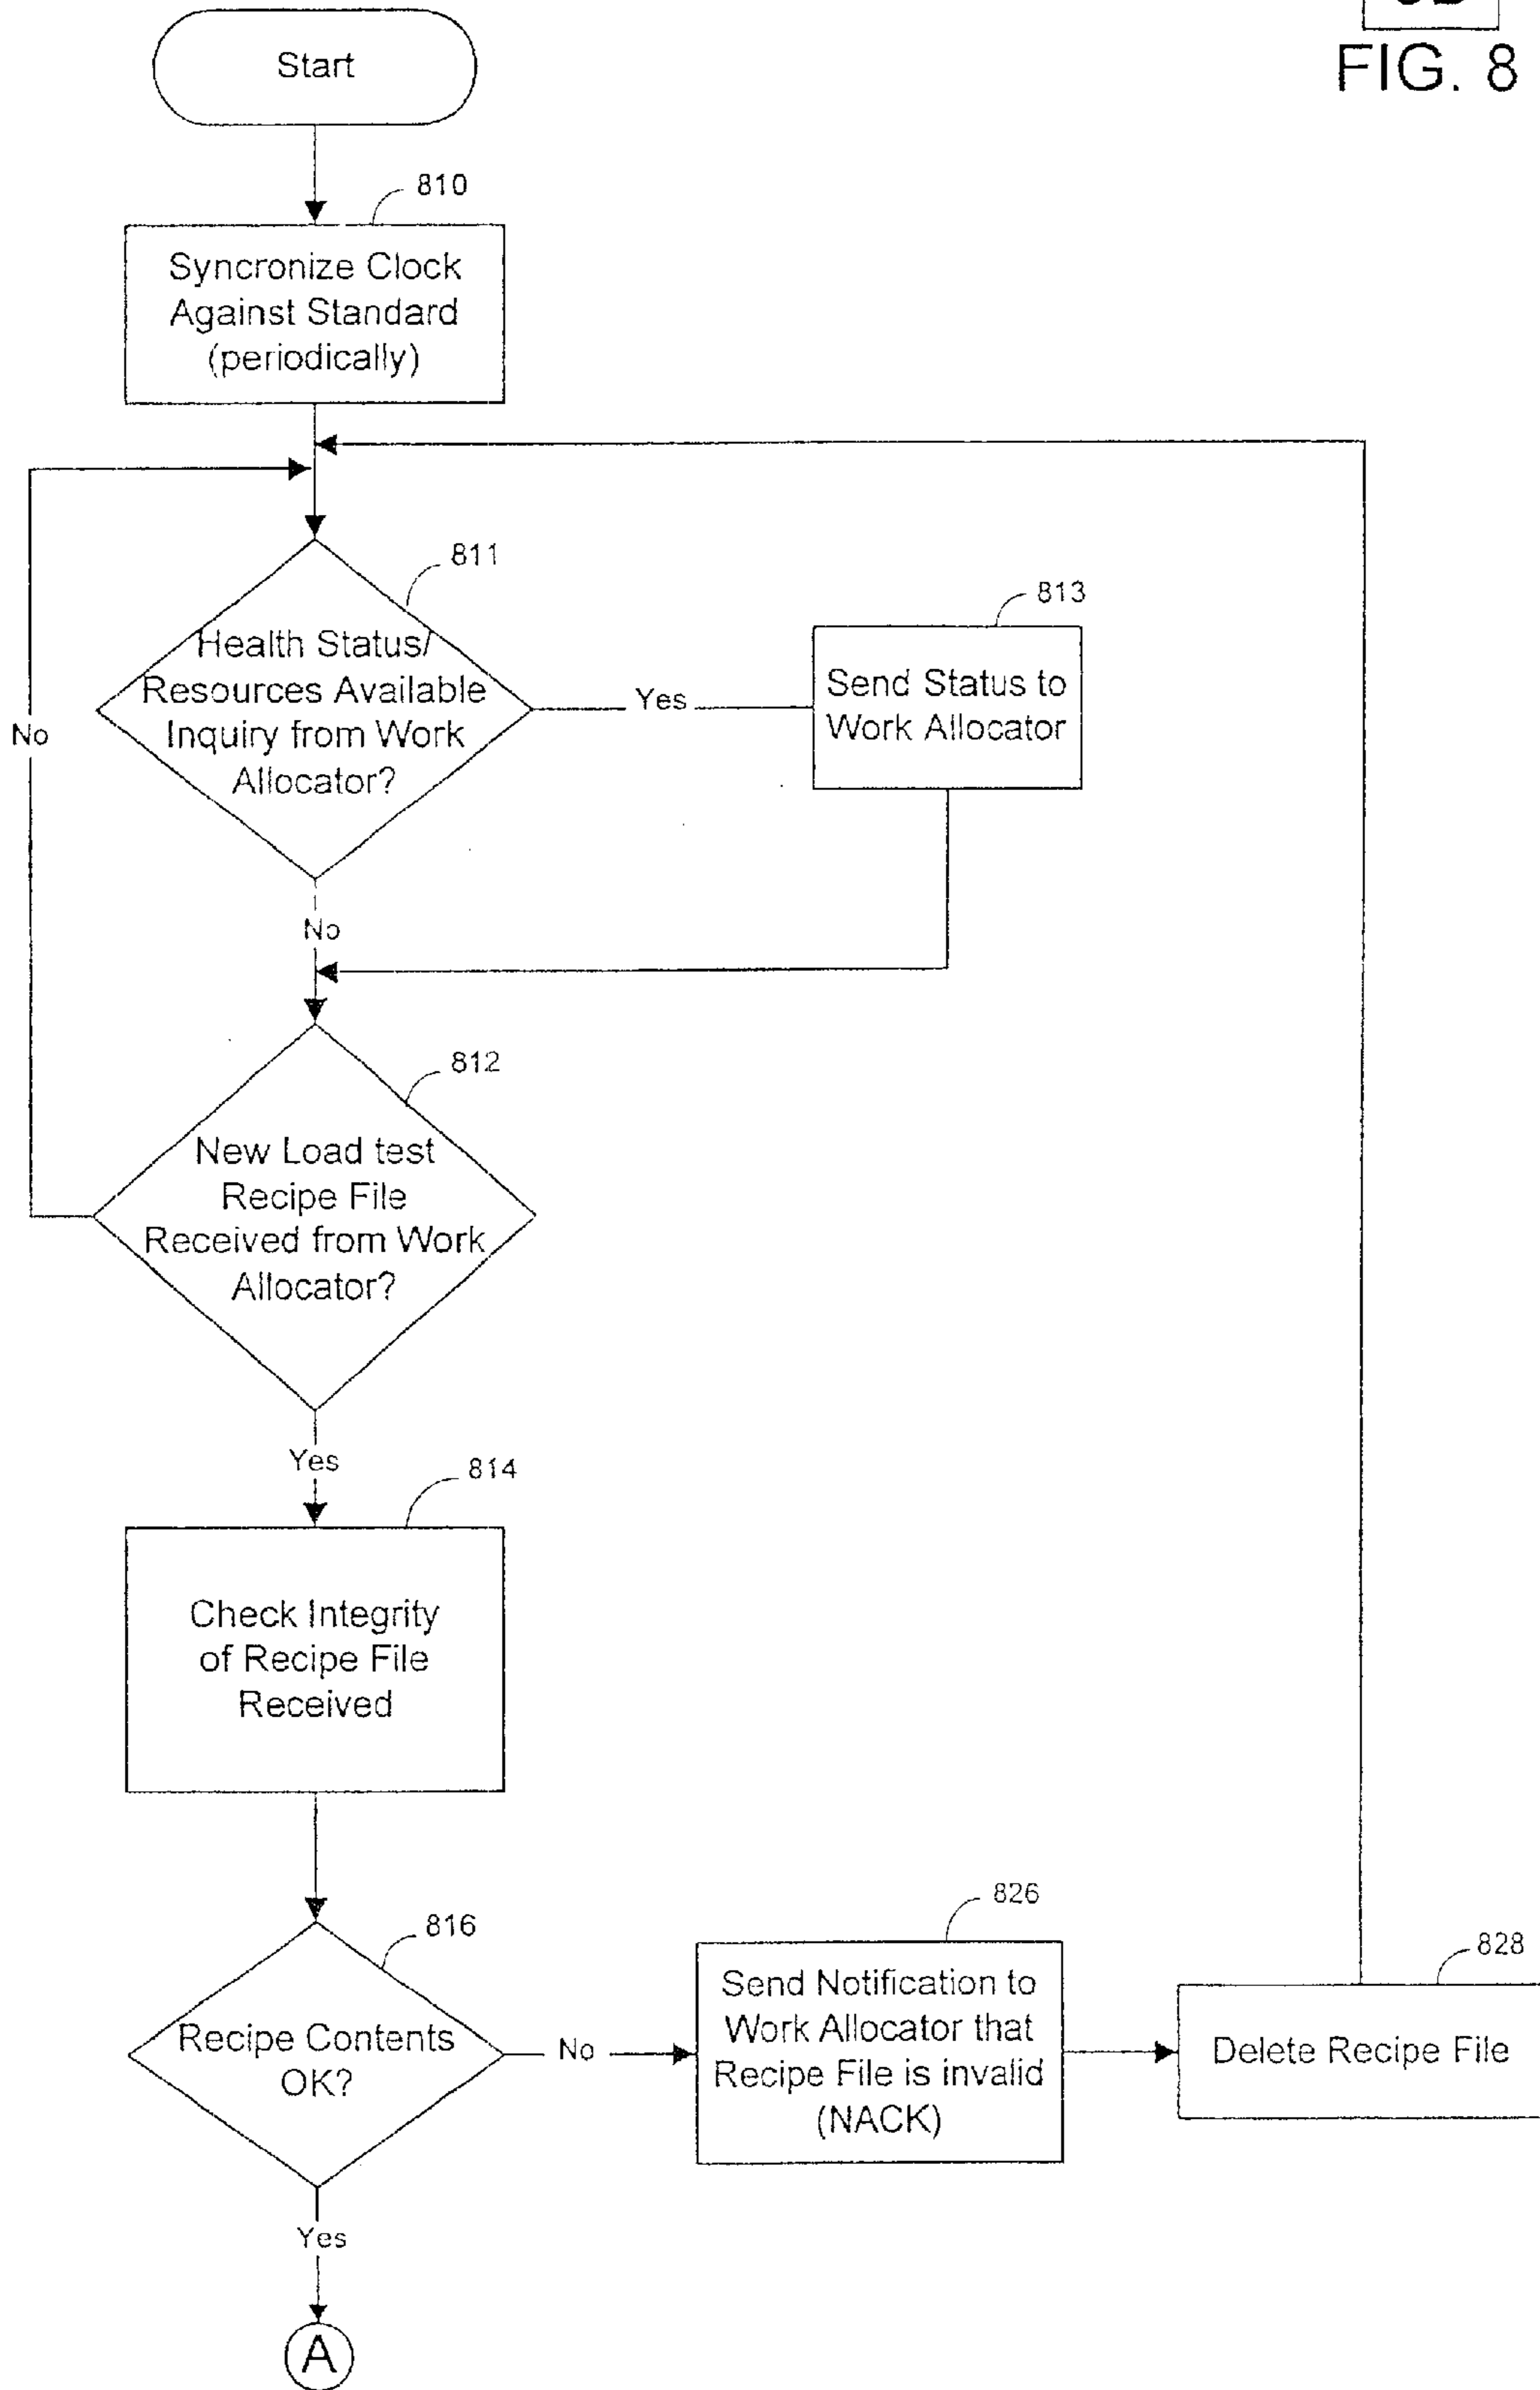 FIG. 8
Start
810
Syncronize Clock
Against Standard
(periodically)
811
Health Status/
Resources Available
Inquiry from Work
Allocator?
Yes
813
Send Status to
Work Allocator
No
No
812
New Load test
Recipe File
Received from Work
Allocator?
Yes
814
Check Integrity
of Recipe File
Received
816
Recipe Contents
OK?
No
826
Send Notification to
Work Allocator that
Recipe File is invalid
(NACK)
828
Delete Recipe File
Yes
A